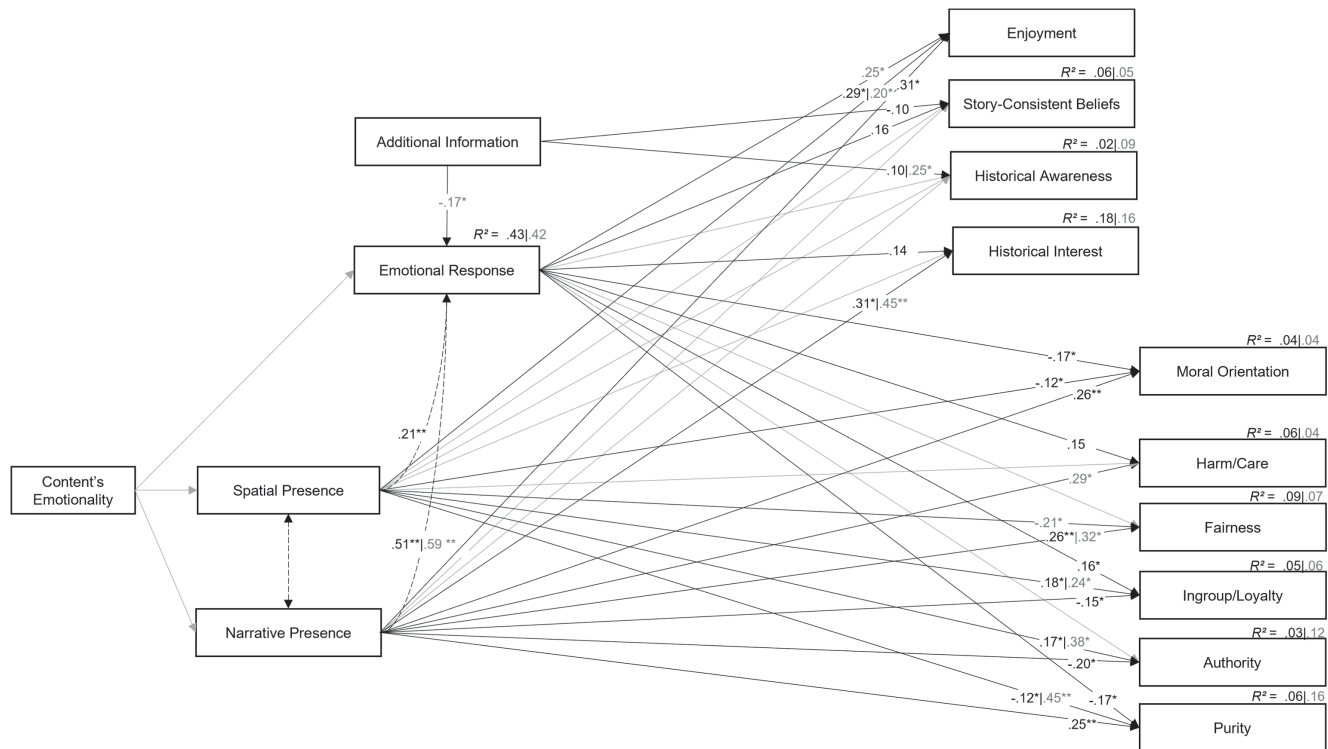 Enjoyment
.25*
R² = .06|.05
.29*|.20*
.31*
Story-Consistent Beliefs
-.10
Additional Information
.16
R² = .02|.09
.10|.25*
Historical Awareness
-.17*
R² = .18|.16
R² = .43|.42
.14
Historical Interest
Emotional Response
.31*|.45**
R² = .04|.04
-.17*
Moral Orientation
-.12*
.26**
R² = .06|.04
.21**
.15
Harm/Care
.29*
Content's
Emotionality
Spatial Presence
R² = .09|.07
-.21*
Fairness
.26**|.32*
.51**|.59 **
R² = .05|.06
.16*
.18*|.24*
Ingroup/Loyalty
-.15*
Narrative Presence
R² = .03|.12
.17*|.38*
-.20*
Authority
R² = .06|.16
-.12*|.45**
-.17*
.25**
Purity